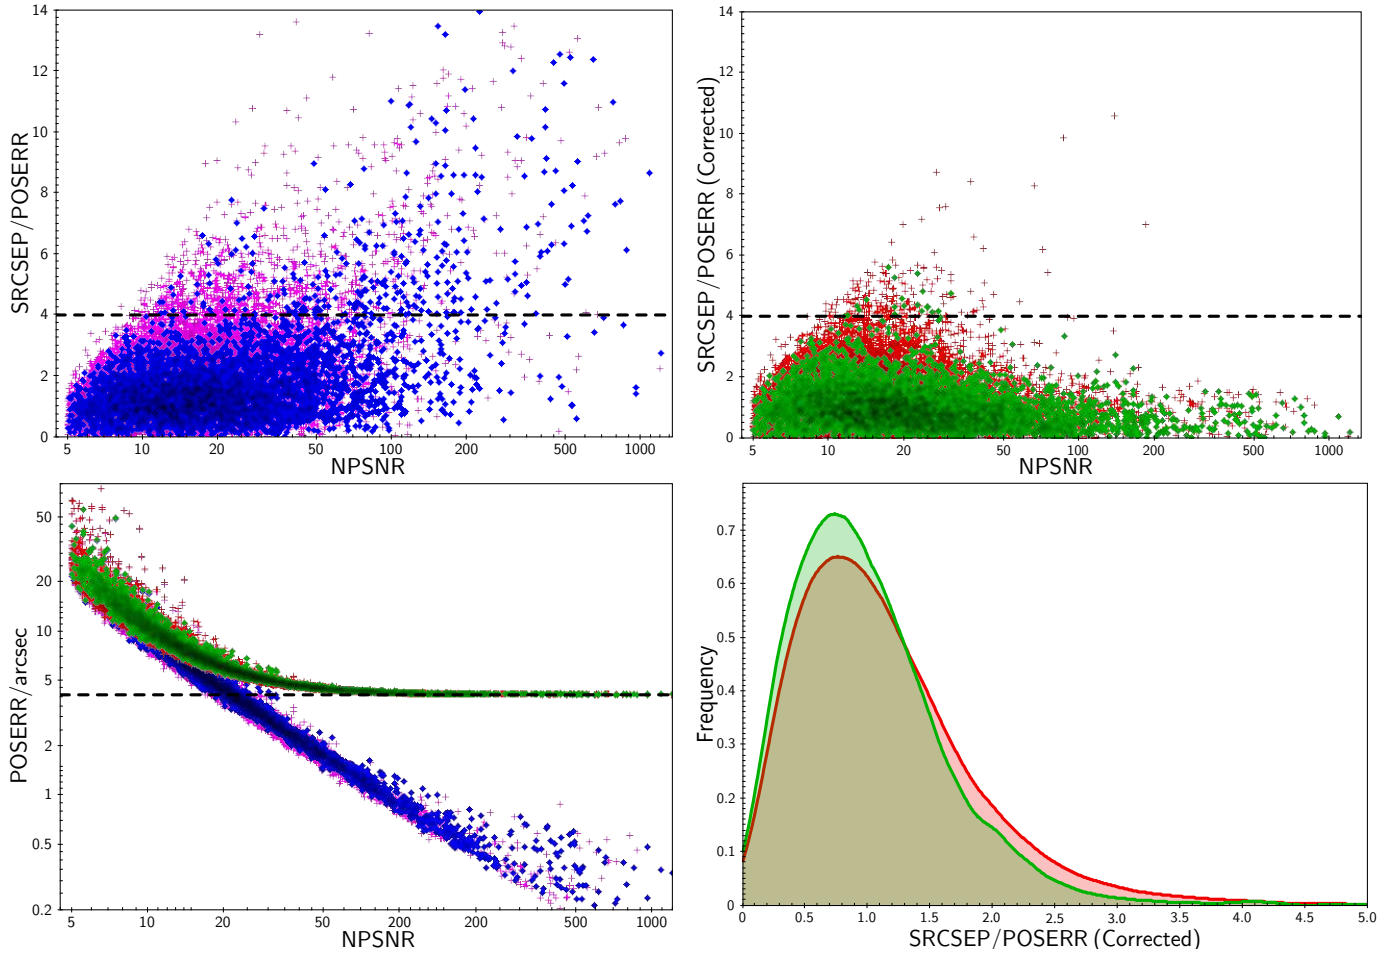 14
12
10
8
6
4
2
0
SRCSEP/POSERR
5 10 20 50 100 200 500 1000
NPSNR
14
12
10
8
6
4
2
0
SRCSEP/POSERR (Corrected)
5 10 20 50 100 200 500 1000
NPSNR
50
20
10
5
2
1
0.5
0.2
POSERR/arcsec
5 10 20 50 200 200 500 1000
NPSNR
0.7
0.6
0.5
0.4
0.3
0.2
0.1
0
Frequency
0 0.5 1.0 1.5 2.0 2.5 3.0 3.5 4.0 4.5 5.0
SRCSEP/POSERR (Corrected)